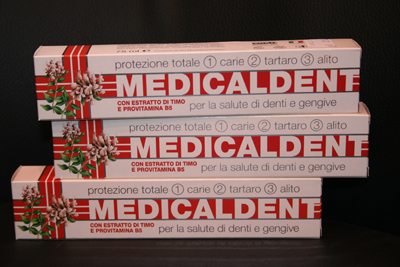 protezione totale ① carie ② tartaro ③ alito
MEDICALDENT
CON ESTRATTO DI TIMO
E PROVITAMINA B5
per la salute di denti e gengive
protezione totale ① carie ② tartaro ③ alito
MEDICALDENT
CON ESTRATTO DI TIMO
E PROVITAMINA B5
per la salute di denti e gengive
protezione totale ① carie ② tartaro ③ alito
MEDICALDENT
CON ESTRATTO DI TIMO
E PROVITAMINA B5
per la salute di denti e gengive